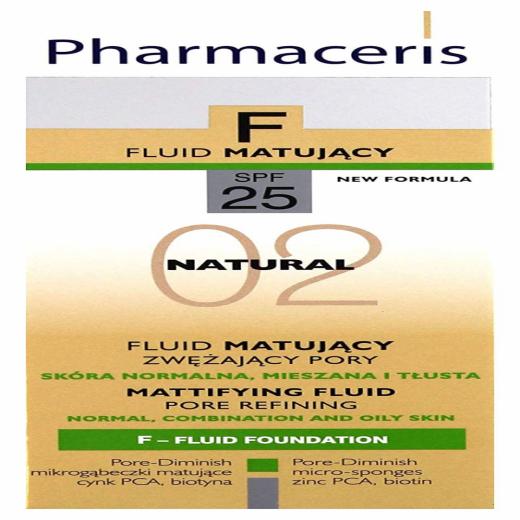 Pharmaceris
F
FLUID MATUJĄCY
SPF
25
NEW FORMULA
02
NATURAL
FLUID MATUJĄCY
ZWĘŻAJĄCY PORY
SKÓRA NORMALNA, MIESZANA I TŁUSTA
MATTIFYING FLUID
PORE REFINING
NORMAL, COMBINATION AND OILY SKIN
F – FLUID FOUNDATION
Pore-Diminish
mikrogąbeczki matujące
cynk PCA, biotyna
Pore-Diminish
micro-sponges
zinc PCA, biotin